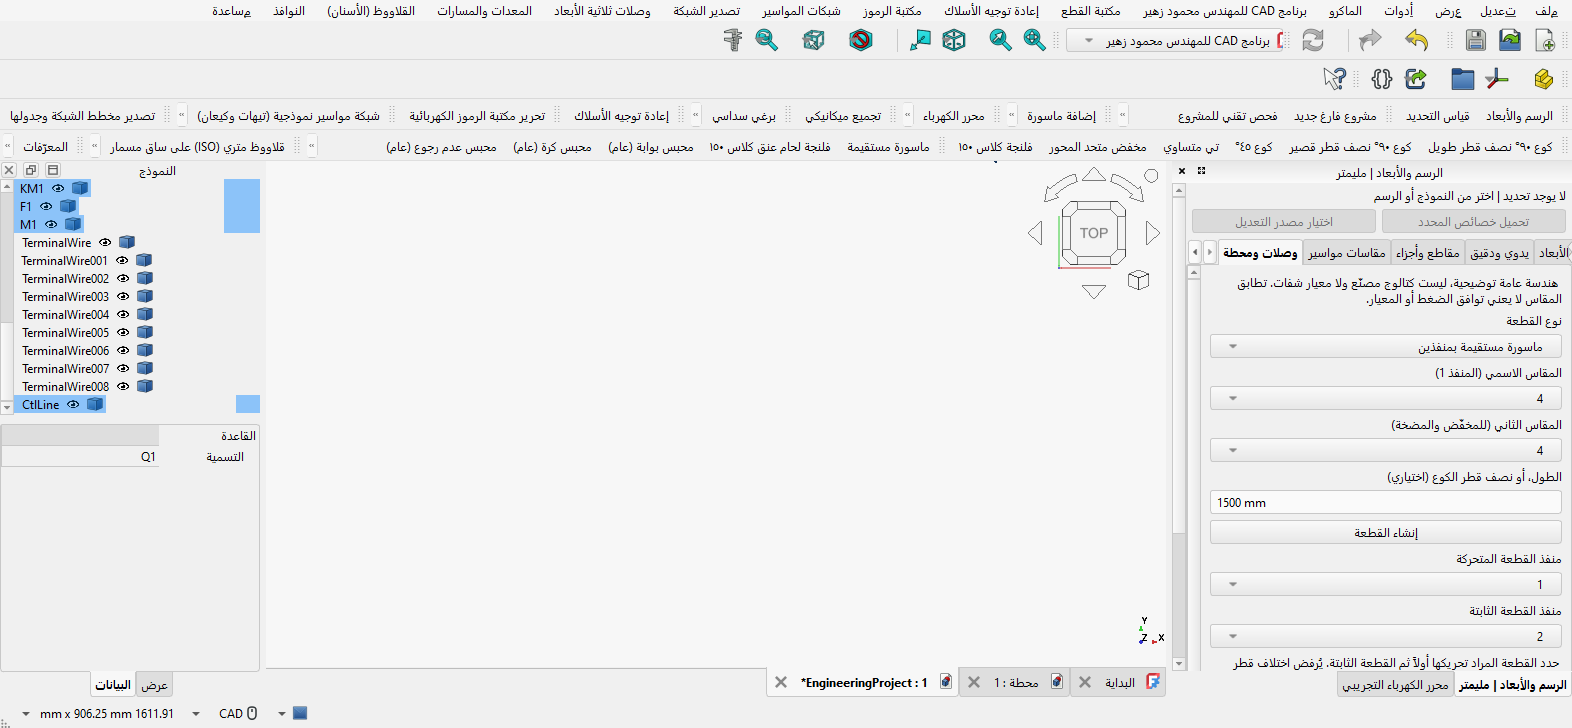 ملف تعديل عرض أدوات الماكرو برنامج CAD للمهندس محمود زهير مكتبة القطع إعادة توجيه الأسلاك مكتبة الرموز شبكات المواسير تصدير الشبكة وصلات ثلاثية الأبعاد المعدات والمسارات القلاووظ (الأسنان) النوافذ مساعدة
برنامج CAD للمهندس محمود زهير
الرسم والأبعاد قياس التحديد مشروع فارغ جديد فحص تقني للمشروع إضافة ماسورة محرر الكهرباء تجميع ميكانيكي برغي سداسي إعادة توجيه الأسلاك تحرير مكتبة الرموز الكهربائية شبكة مواسير نموذجية (تيهات وكيعان) تصدير مخطط الشبكة وجدولها
كوع ٩٠° نصف قطر طويل كوع ٩٠° نصف قطر قصير كوع ٤٥° تي متساوي مخفض متحد المحور فلنجة كلاس ١٥٠ ماسورة مستقيمة فلنجة لحام عنق كلاس ١٥٠ محبس بوابة (عام) محبس كرة (عام) محبس عدم رجوع (عام) قلاووظ متري (ISO) على ساق مسمار المعرّفات
الرسم والأبعاد | مليمتر
لا يوجد تحديد | اختر من النموذج أو الرسم
تحميل خصائص المحدد اختيار مصدر التعديل
الأبعاد يدوي ودقيق مقاطع وأجزاء مقاسات مواسير وصلات ومحطة
هندسة عامة توضيحية، ليست كتالوج مصنّع ولا معيار شفات. تطابق
المقاس لا يعني توافق الضغط أو المعيار.
نوع القطعة
ماسورة مستقيمة بمنفذين
المقاس الاسمي (المنفذ 1)
4
المقاس الثاني (للمخفّض والمضخة)
4
الطول، أو نصف قطر الكوع (اختياري)
1500 mm
إنشاء القطعة
منفذ القطعة المتحركة
1
منفذ القطعة الثابتة
2
حدد القطعة المراد تحريكها أولاً ثم القطعة الثابتة. يُرفض اختلاف قطر
الرسم والأبعاد | مليمتر محرر الكهرباء التجريبي
TOP
Y
Z X
البداية محطة : 1 EngineeringProject : 1*
النموذج
KM1
F1
M1
TerminalWire
TerminalWire001
TerminalWire002
TerminalWire003
TerminalWire004
TerminalWire005
TerminalWire006
TerminalWire007
TerminalWire008
CtlLine
القاعدة
التسمية Q1
عرض البيانات
mm x 906.25 mm 1611.91 CAD